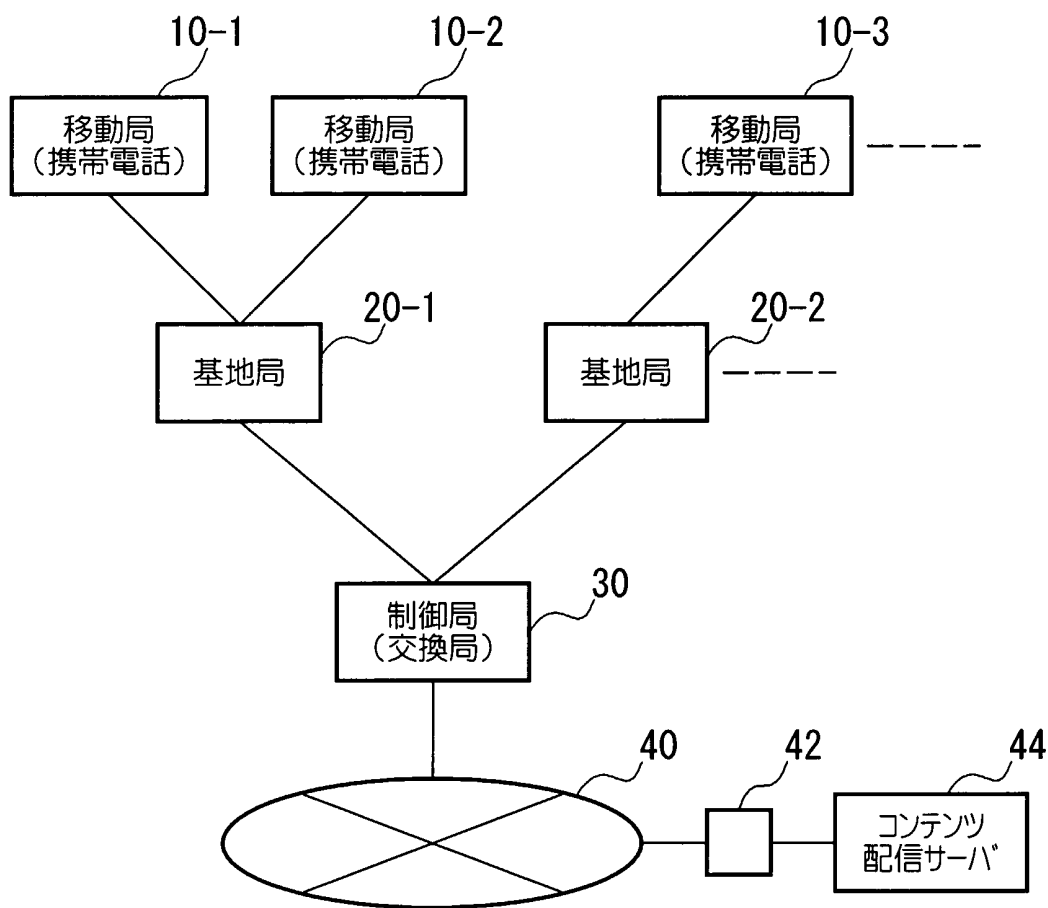 10-1
10-2
10-3
移動局
(携帯電話)
移動局
(携帯電話)
移動局
(携帯電話)
20-1
20-2
基地局
基地局
30
制御局
(交換局)
40
42
44
コンテンツ
配信サーバ